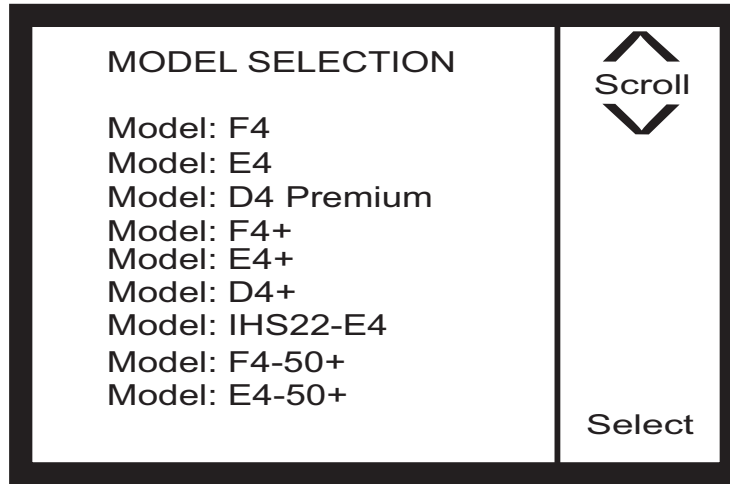 MODEL SELECTION
Model: F4
Model: E4
Model: D4 Premium
Model: F4+
Model: E4+
Model: D4+
Model: IHS22-E4
Model: F4-50+
Model: E4-50+
Scroll
Select